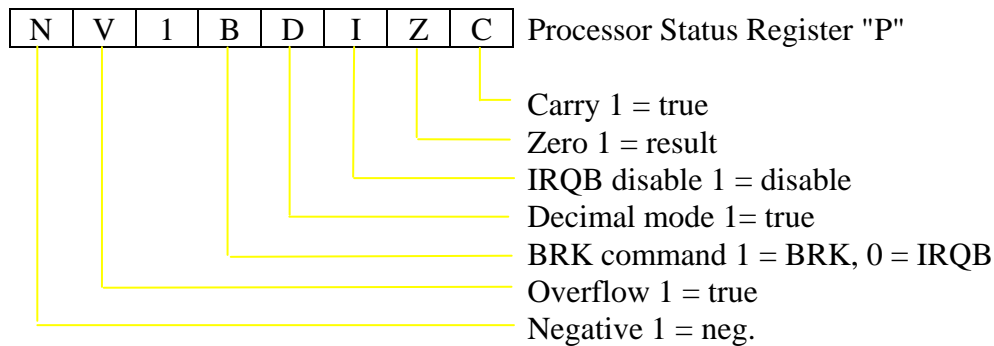 N V 1 B D I Z C Processor Status Register "P"
Carry 1 = true
Zero 1 = result
IRQB disable 1 = disable
Decimal mode 1= true
BRK command 1 = BRK, 0 = IRQB
Overflow 1 = true
Negative 1 = neg.